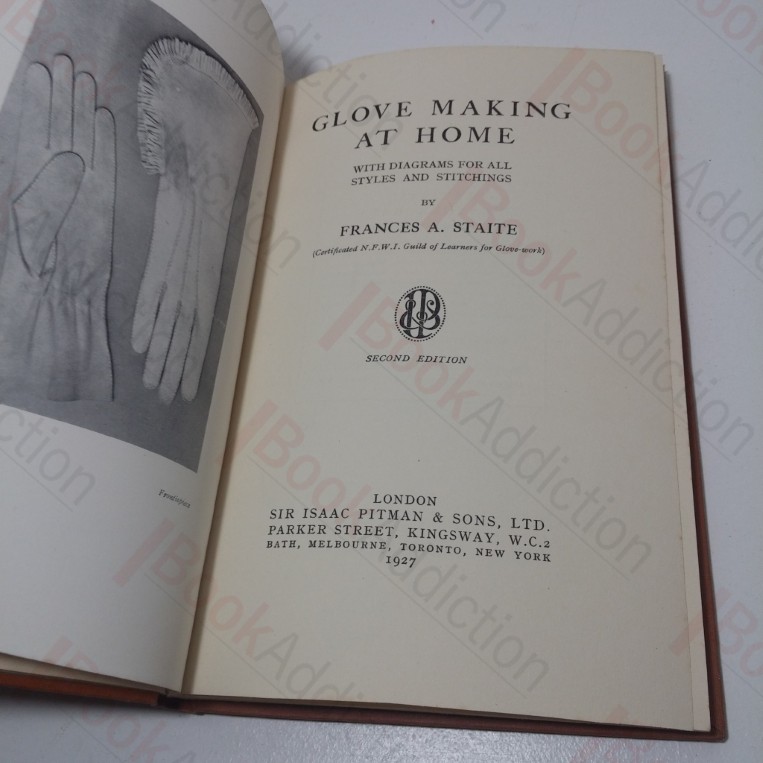 Frontispiece
GLOVE MAKING
AT HOME
WITH DIAGRAMS FOR ALL
STYLES AND STITCHINGS
BY
FRANCES A. STAITE
(Certificated N.F.W.I. Guild of Learners for Glove-work)
SECOND EDITION
LONDON
SIR ISAAC PITMAN & SONS, LTD.
PARKER STREET, KINGSWAY, W.C.2
BATH, MELBOURNE, TORONTO, NEW YORK
1927
BookAddiction